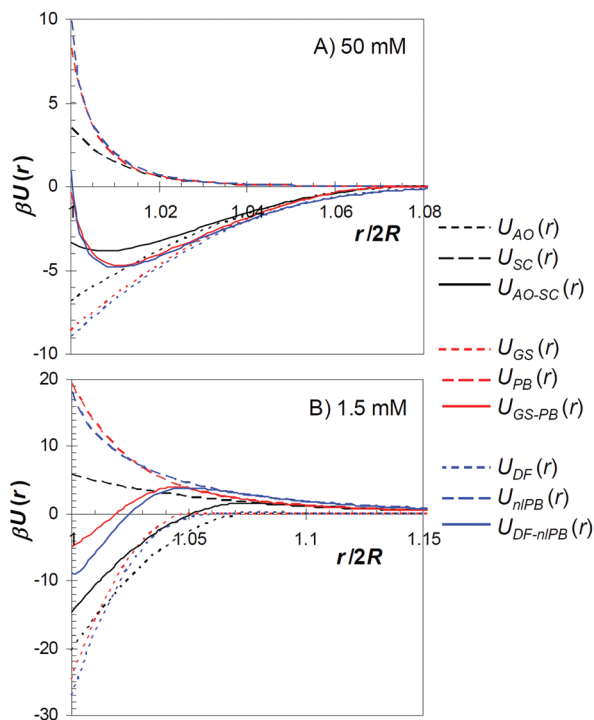 10
A) 50 mM
5
βU(r)
0
1 1.02 1.04 1.06 1.08
r/2R
-5
-10
U_AO(r)
U_SC(r)
U_AO-SC(r)
U_GS(r)
U_PB(r)
U_GS-PB(r)
U_DF(r)
U_nlPB(r)
U_DF-nlPB(r)
20
B) 1.5 mM
10
βU(r)
0
1 1.05 1.10 1.15
r/2R
-10
-20
-30